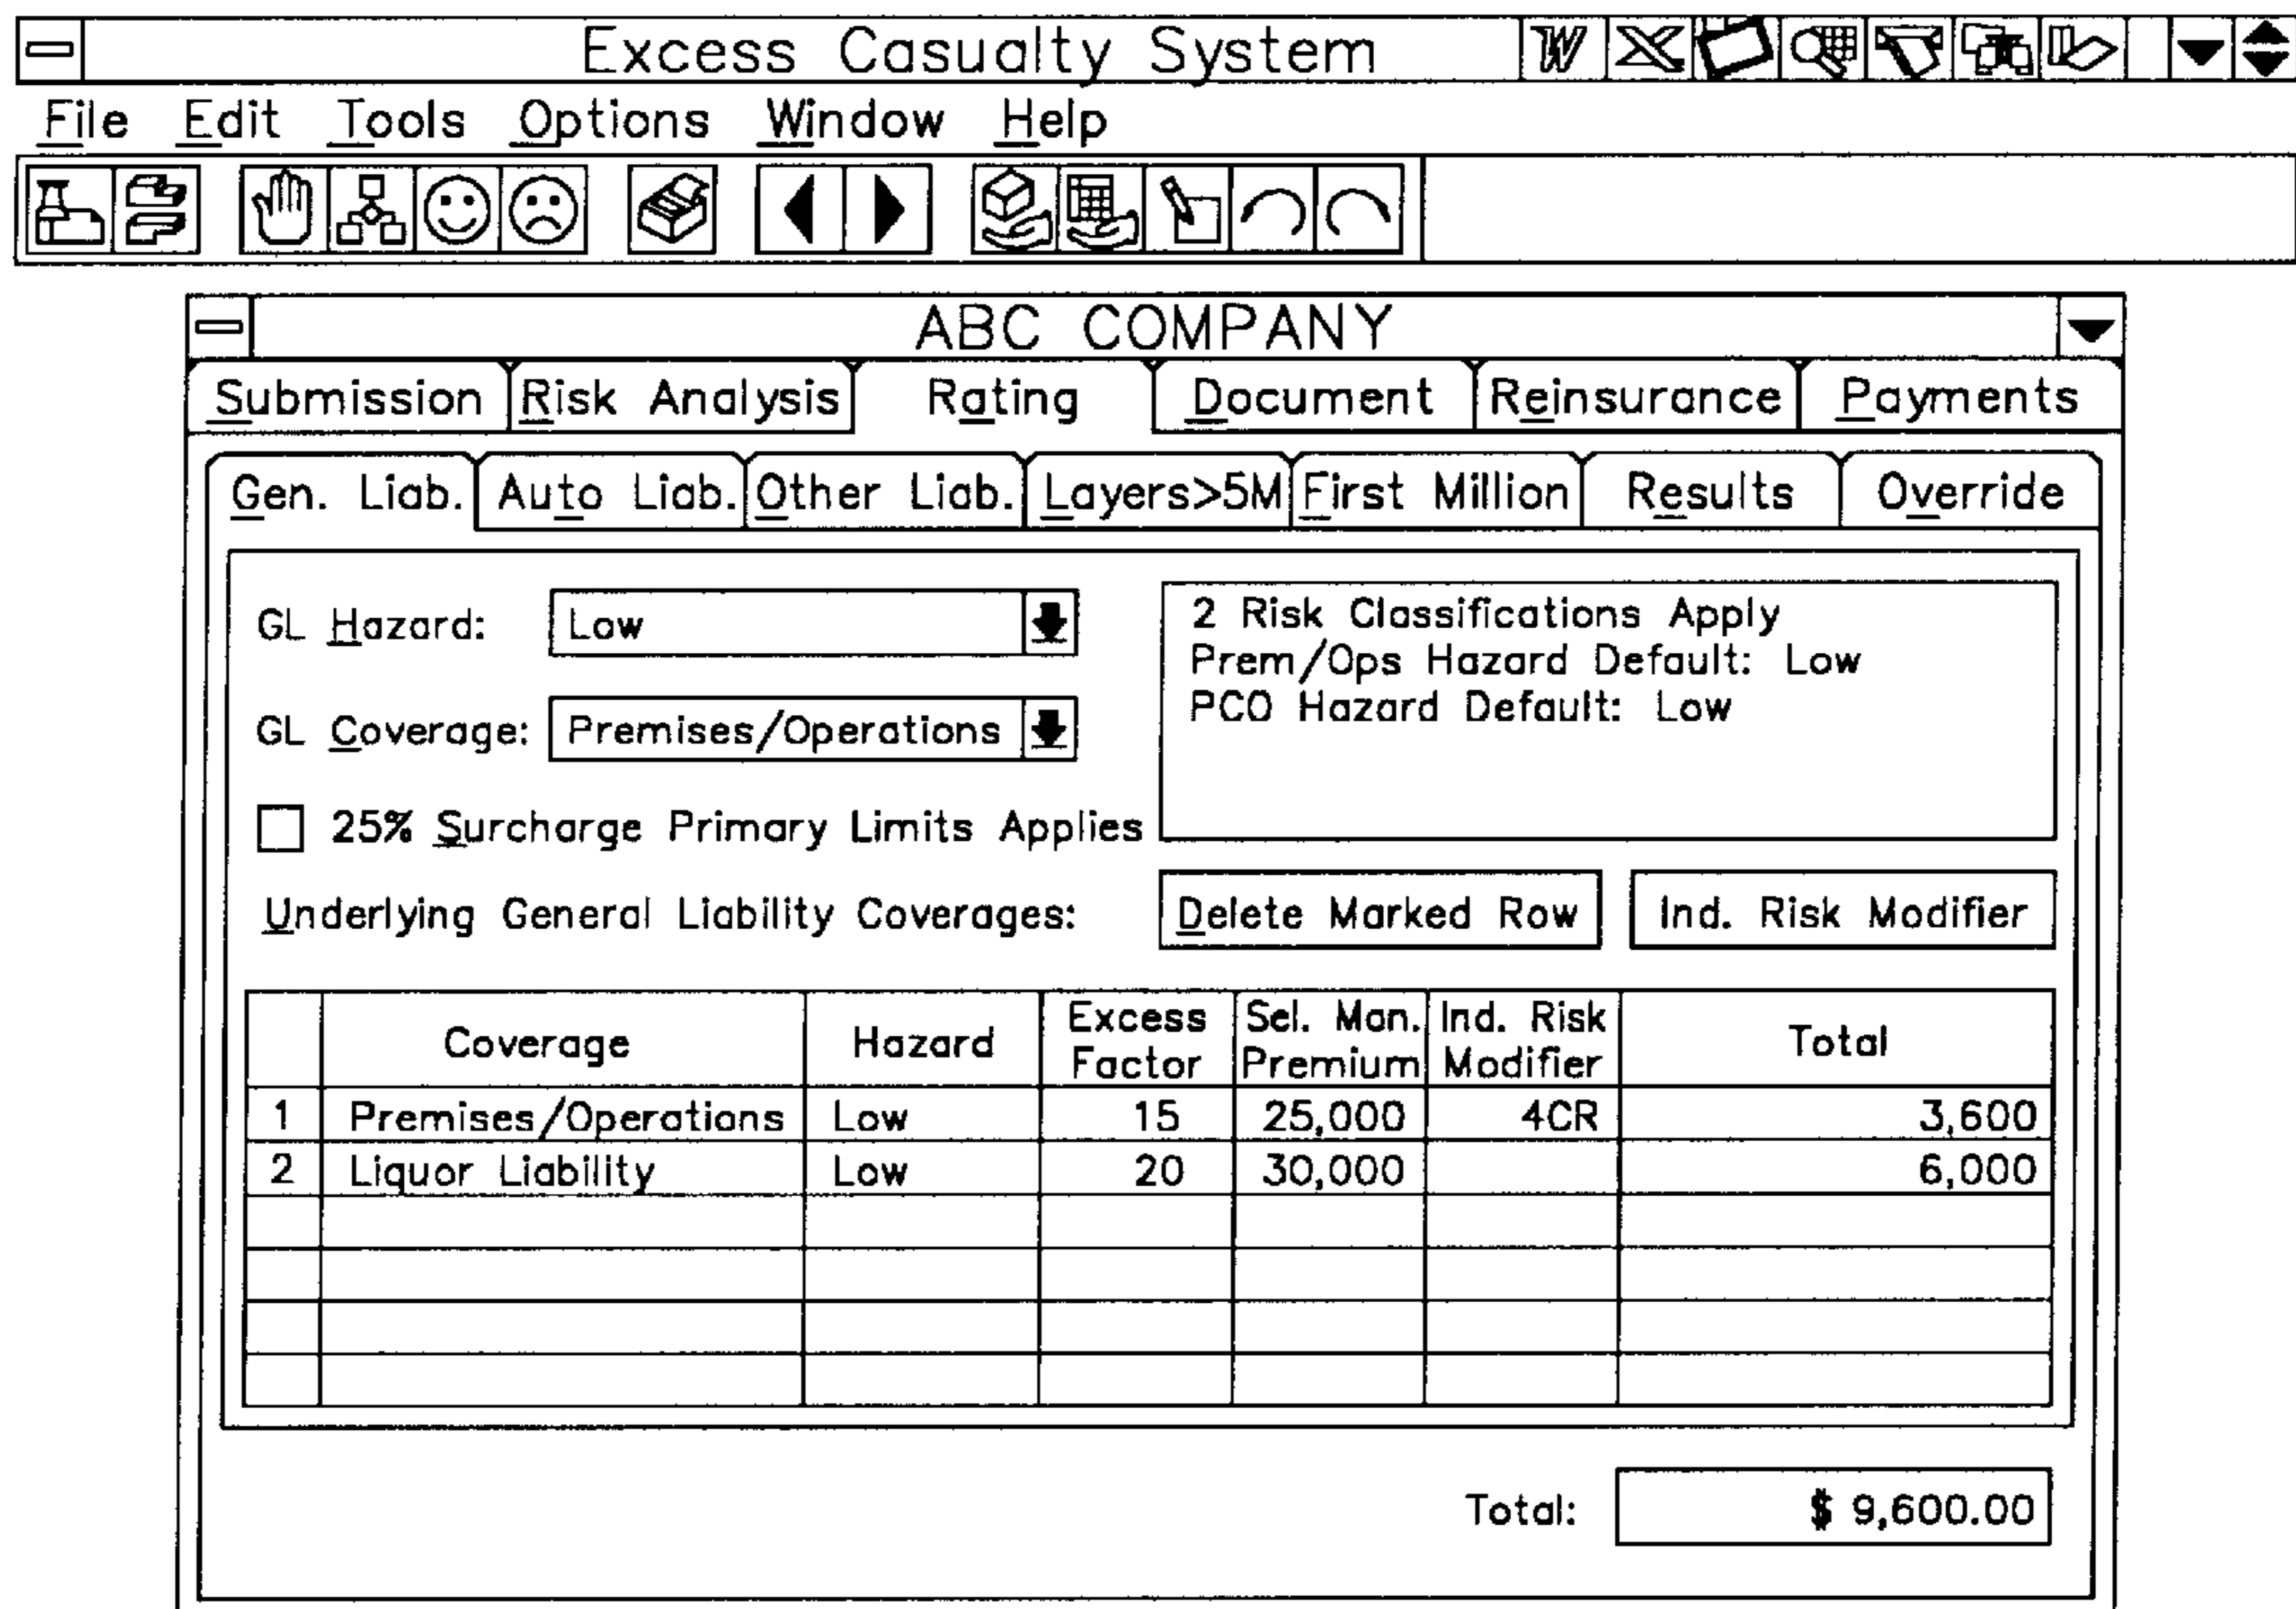 Excess Casualty System
File Edit Tools Options Window Help
ABC COMPANY
Submission Risk Analysis Rating Document Reinsurance Payments
Gen. Liab. Auto Liab. Other Liab. Layers>5M First Million Results Override
GL Hazard: Low
GL Coverage: Premises/Operations
25% Surcharge Primary Limits Applies
2 Risk Classifications Apply
Prem/Ops Hazard Default: Low
PCO Hazard Default: Low
Underlying General Liability Coverages: Delete Marked Row Ind. Risk Modifier
Coverage Hazard Excess Factor Sel. Man. Premium Ind. Risk Modifier Total
1 Premises/Operations Low 15 25,000 4CR 3,600
2 Liquor Liability Low 20 30,000 6,000
Total: $ 9,600.00